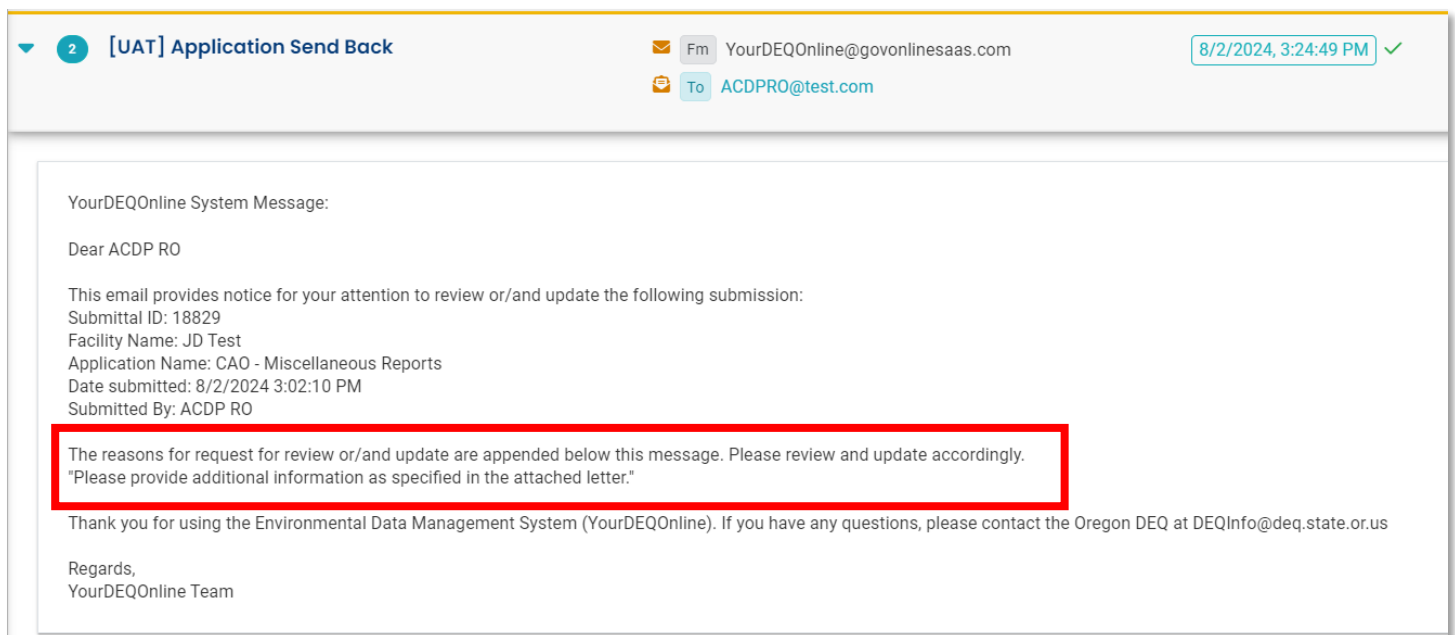 2 [UAT] Application Send Back
Fm YourDEQOnline@govonlinesaas.com
8/2/2024, 3:24:49 PM
To ACDPRO@test.com
YourDEQOnline System Message:
Dear ACDP RO
This email provides notice for your attention to review or/and update the following submission:
Submittal ID: 18829
Facility Name: JD Test
Application Name: CAO - Miscellaneous Reports
Date submitted: 8/2/2024 3:02:10 PM
Submitted By: ACDP RO
The reasons for request for review or/and update are appended below this message. Please review and update accordingly.
"Please provide additional information as specified in the attached letter."
Thank you for using the Environmental Data Management System (YourDEQOnline). If you have any questions, please contact the Oregon DEQ at DEQInfo@deq.state.or.us
Regards,
YourDEQOnline Team